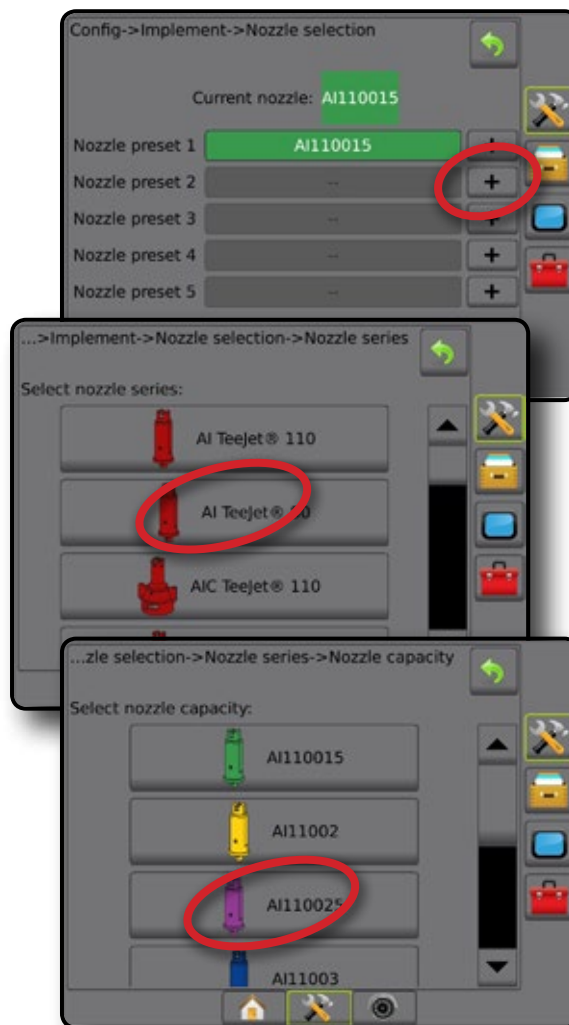 Config->Implement->Nozzle selection
Current nozzle: AI110015
Nozzle preset 1 AI110015 +
Nozzle preset 2 -- +
Nozzle preset 3 -- +
Nozzle preset 4 -- +
Nozzle preset 5 -- +
...>Implement->Nozzle selection->Nozzle series
Select nozzle series:
AI TeeJet® 110
AI TeeJet® 80
AIC TeeJet® 110
...zle selection->Nozzle series->Nozzle capacity
Select nozzle capacity:
AI110015
AI11002
AI110025
AI11003